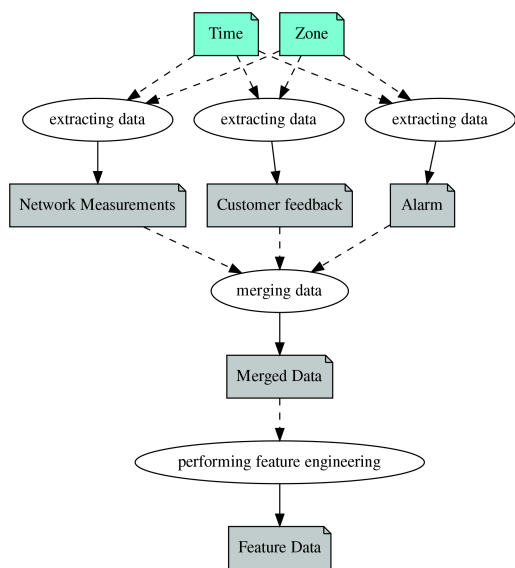 Time
Zone
extracting data
extracting data
extracting data
Network Measurements
Customer feedback
Alarm
merging data
Merged Data
performing feature engineering
Feature Data